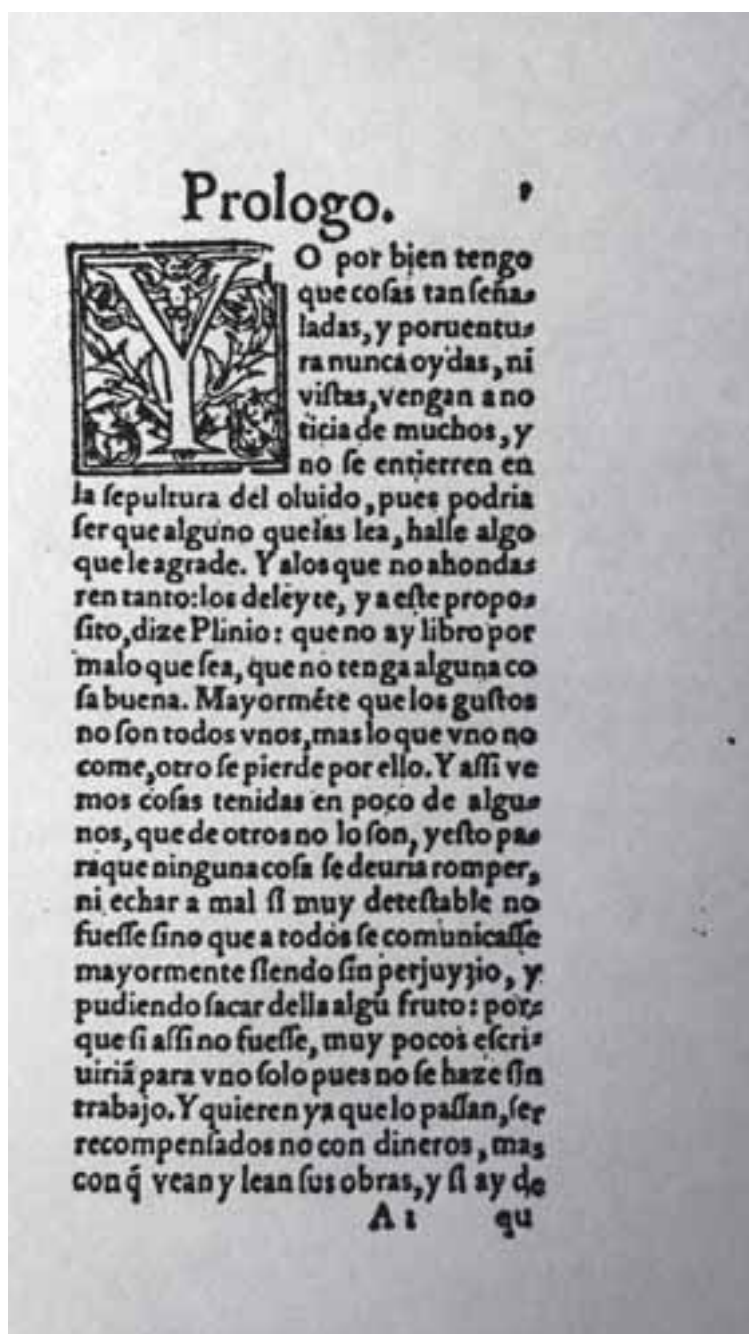 Prologo.
YO por bien tengo
que cosas tan seña-
ladas, y poruentu-
ra nunca oydas, ni
vistas, vengan a no
ticia de muchos, y
no se entierren en
la sepultura del oluido, pues podria
ser que alguno que las lea, halle algo
que le agrade. Y alos que no ahonda-
ren tanto: los deleyte, y a este propo-
sito, dize Plinio: que no ay libro por
malo que sea, que no tenga alguna co
sa buena. Mayormẽte que los gustos
no son todos vnos, mas lo que vno no
come, otro se pierde por ello. Y assi ve
mos cosas tenidas en poco de algu-
nos, que de otros no lo son, y esto pa-
raque ninguna cosa se deuria romper,
ni echar a mal si muy detestable no
fuesse sino que a todos se comunicasse
mayormente siendo sin perjuyzio, y
pudiendo sacar della algũ fruto: por-
que si assi no fuesse, muy pocos escri-
uiriã para vno solo pues no se haze sin
trabajo. Y quieren ya que lo passan, ser
recompensados no con dineros, mas
con q̃ vean y lean sus obras, y si ay de
A 2 qu